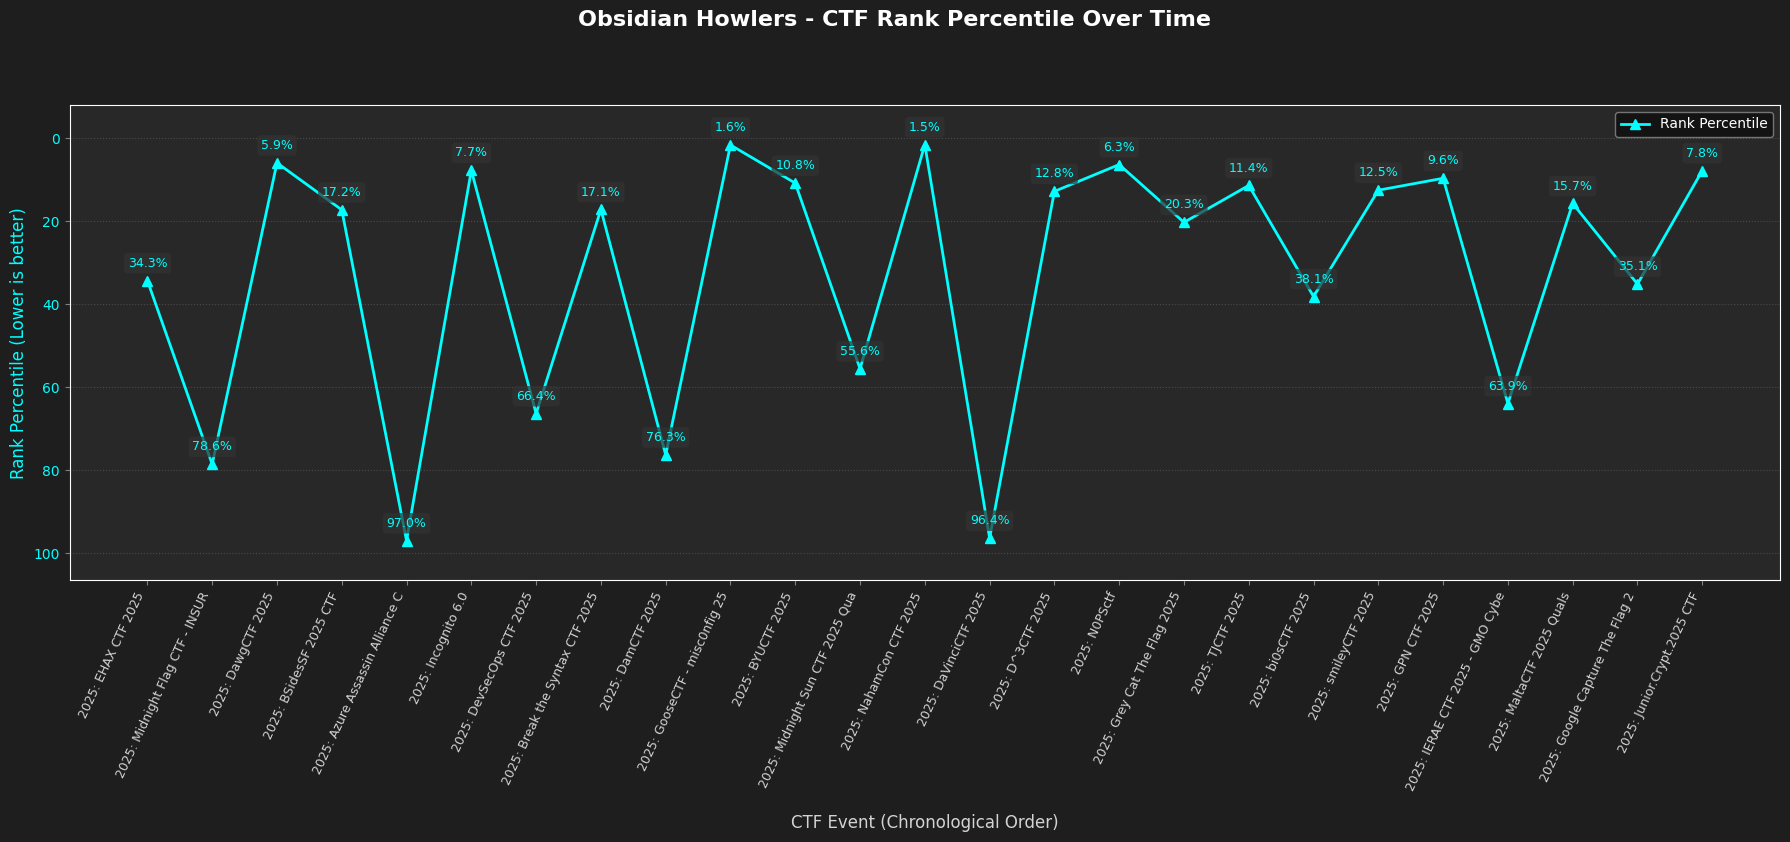 Obsidian Howlers - CTF Rank Percentile Over Time
Rank Percentile
Rank Percentile (Lower is better)
0
20
40
60
80
100
34.3%
78.6%
5.9%
17.2%
97.0%
7.7%
66.4%
17.1%
76.3%
1.6%
10.8%
55.6%
1.5%
96.4%
12.8%
6.3%
20.3%
11.4%
38.1%
12.5%
9.6%
63.9%
15.7%
35.1%
7.8%
2025: EHAX CTF 2025
2025: Midnight Flag CTF - INSUR
2025: DawgCTF 2025
2025: BSidesSF 2025 CTF
2025: Azure Assassin Alliance C
2025: Incognito 6.0
2025: DevSecOps CTF 2025
2025: Break the Syntax CTF 2025
2025: DamCTF 2025
2025: GooseCTF - misc0nfig 25
2025: BYUCTF 2025
2025: Midnight Sun CTF 2025 Qua
2025: NahamCon CTF 2025
2025: DaVinciCTF 2025
2025: D^3CTF 2025
2025: N0PSctf
2025: Grey Cat The Flag 2025
2025: TJCTF 2025
2025: bi0sCTF 2025
2025: smileyCTF 2025
2025: GPN CTF 2025
2025: IERAE CTF 2025 - GMO Cybe
2025: MaltaCTF 2025 Quals
2025: Google Capture The Flag 2
2025: Junior.Crypt.2025 CTF
CTF Event (Chronological Order)